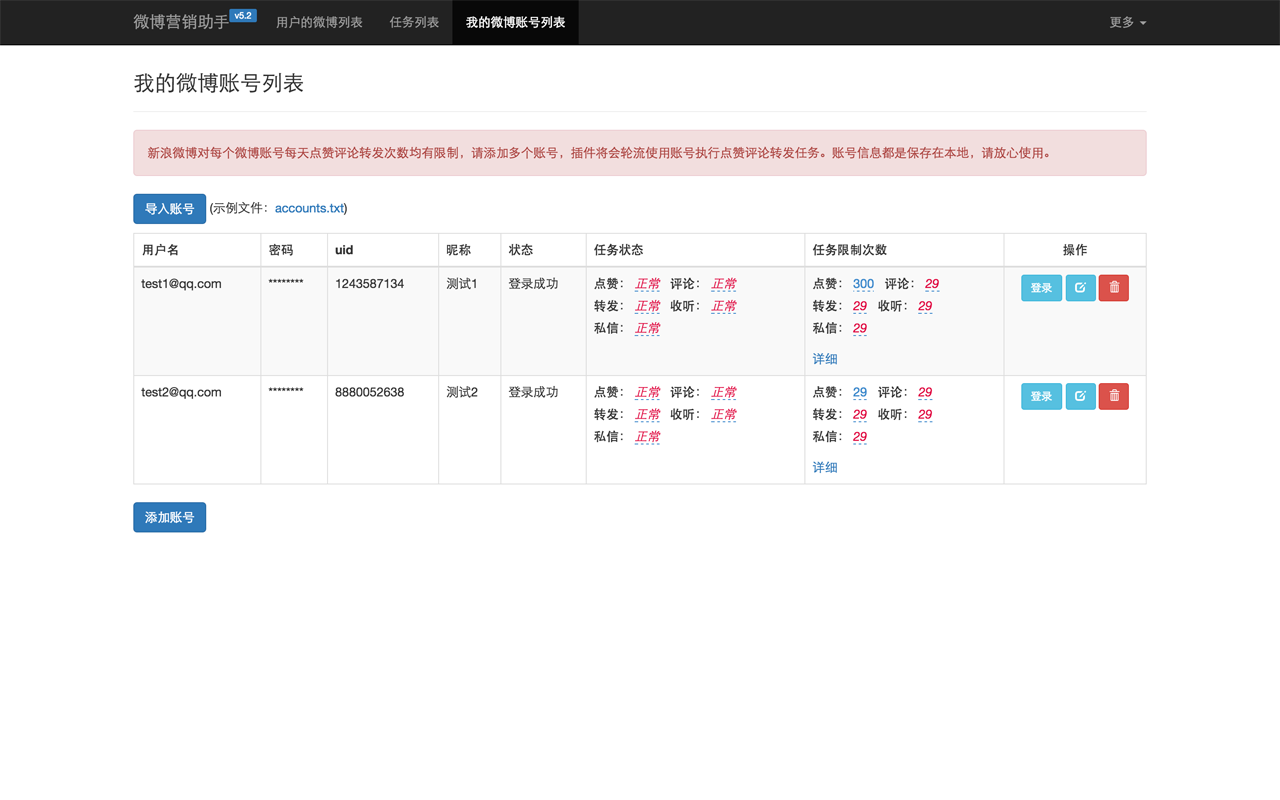 微博营销助手 v5.2 用户的微博列表 任务列表 我的微博账号列表 更多
我的微博账号列表
新浪微博对每个微博账号每天点赞评论转发次数均有限制，请添加多个账号，插件将会轮流使用账号执行点赞评论转发任务。账号信息都是保存在本地，请放心使用。
导入账号 (示例文件：accounts.txt)
用户名 密码 uid 昵称 状态 任务状态 任务限制次数 操作
test1@qq.com ******** 1243587134 测试1 登录成功 点赞： 正常 评论： 正常 点赞： 300 评论： 29 登录
转发： 正常 收听： 正常 转发： 29 收听： 29
私信： 正常 私信： 29
详细
test2@qq.com ******** 8880052638 测试2 登录成功 点赞： 正常 评论： 正常 点赞： 29 评论： 29 登录
转发： 正常 收听： 正常 转发： 29 收听： 29
私信： 正常 私信： 29
详细
添加账号